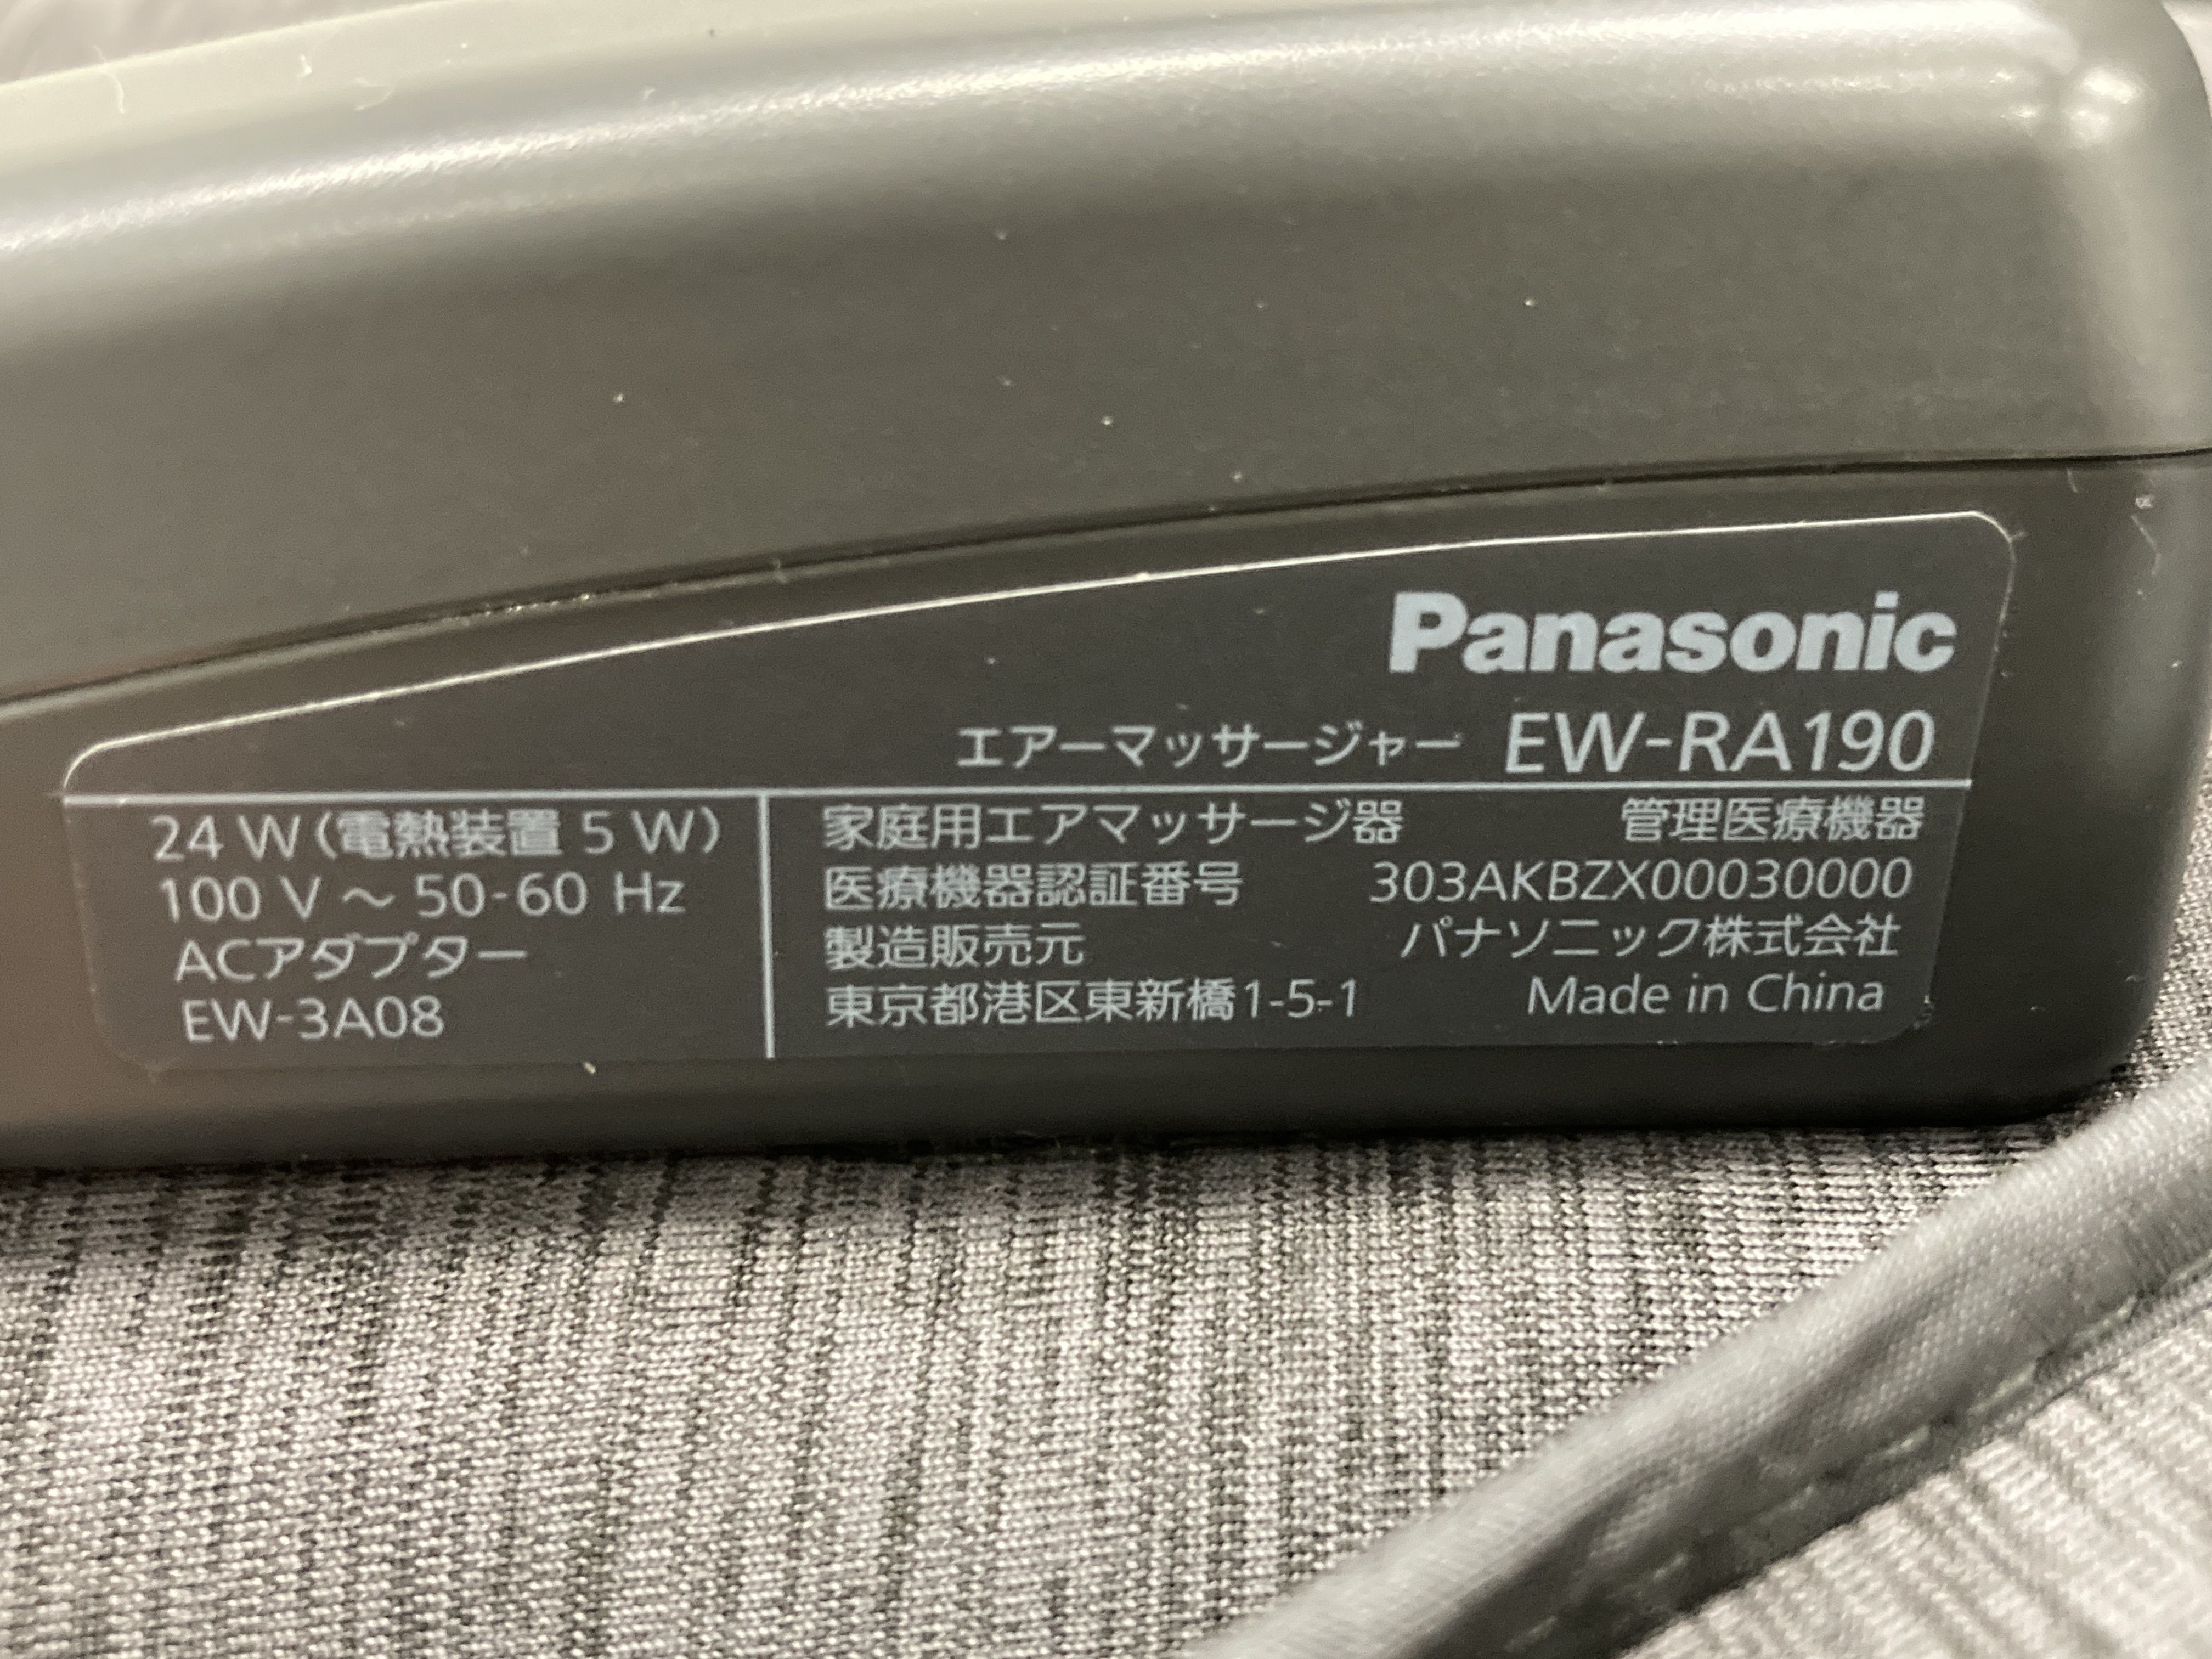 Panasonic
エアーマッサージャー EW-RA190
24 W（電熱装置 5 W）
100 V ～ 50-60 Hz
ACアダプター
EW-3A08
家庭用エアマッサージ器 管理医療機器
医療機器認証番号 303AKBZX00030000
製造販売元 パナソニック株式会社
東京都港区東新橋1-5-1 Made in China